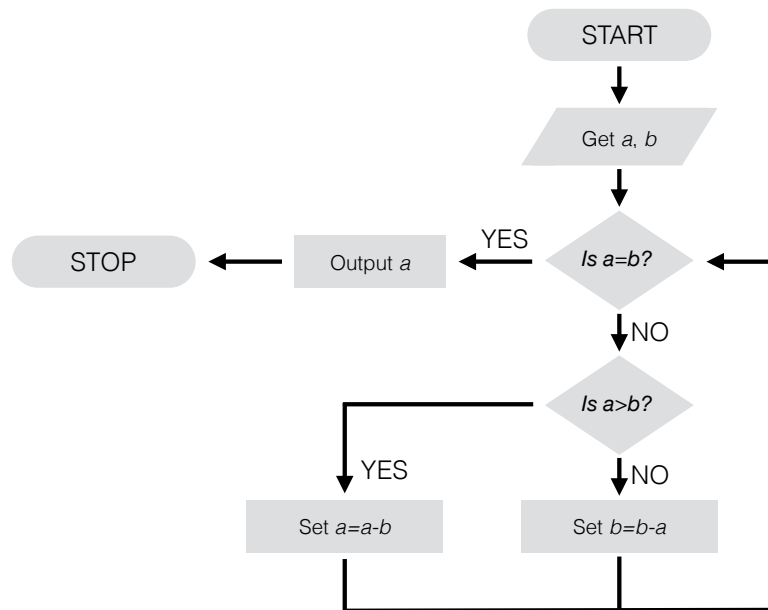 START
Get a, b
Is a=b?
YES
Output a
STOP
NO
Is a>b?
YES
NO
Set a=a-b
Set b=b-a